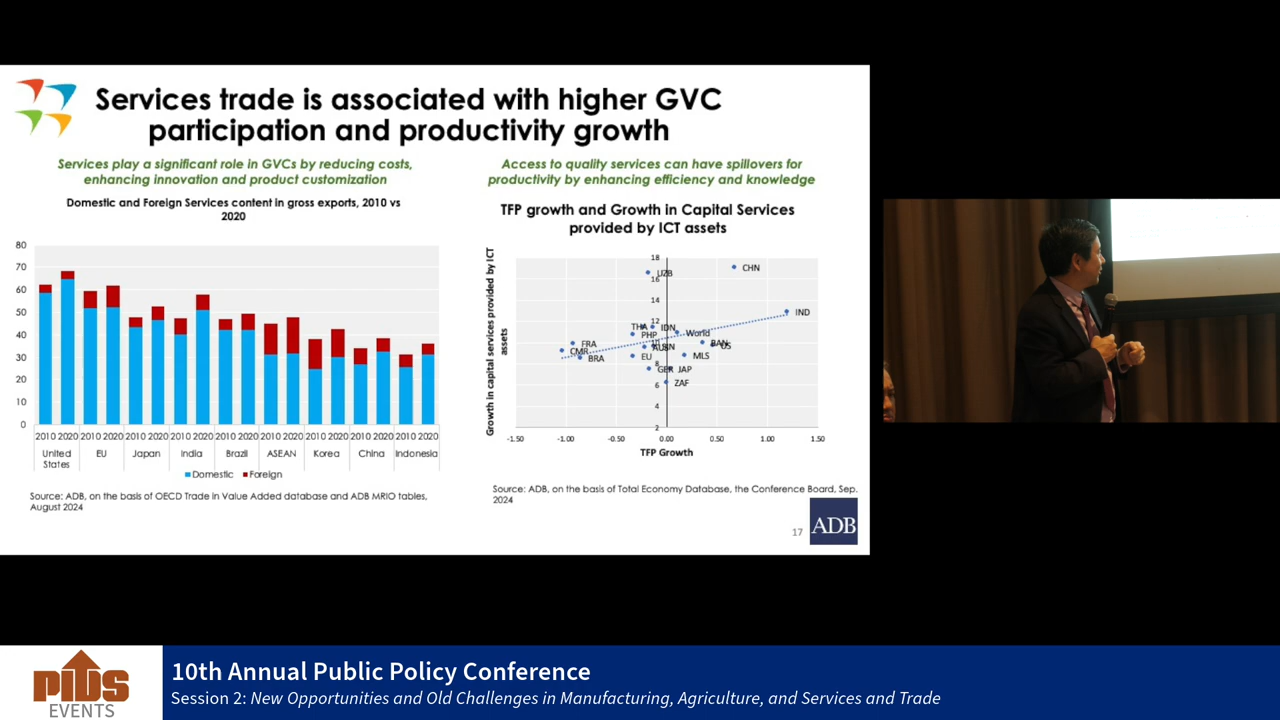 Services trade is associated with higher GVC
participation and productivity growth
Services play a significant role in GVCs by reducing costs,
enhancing innovation and product customization
Domestic and Foreign Services content in gross exports, 2010 vs
2020
80
70
60
50
40
30
20
10
0
2010 2020 2010 2020 2010 2020 2010 2020 2010 2020 2010 2020 2010 2020 2010 2020 2010 2020
United States EU Japan India Brazil ASEAN Korea China Indonesia
Domestic Foreign
Source: ADB, on the basis of OECD Trade in Value Added database and ADB MRIO tables,
August 2024
Access to quality services can have spillovers for
productivity by enhancing efficiency and knowledge
TFP growth and Growth in Capital Services
provided by ICT assets
Growth in capital services provided by ICT
assets
18
16
14
12
10
8
6
4
2
UZB
CHN
IND
THA
IDN
PHP
World
FRA
BAN
US
CMR
BRA
EU
MLS
GER
JAP
ZAF
-1.50 -1.00 -0.50 0.00 0.50 1.00 1.50
TFP Growth
Source: ADB, on the basis of Total Economy Database, the Conference Board, Sep.
2024
17
ADB
PIDS
EVENTS
10th Annual Public Policy Conference
Session 2: New Opportunities and Old Challenges in Manufacturing, Agriculture, and Services and Trade